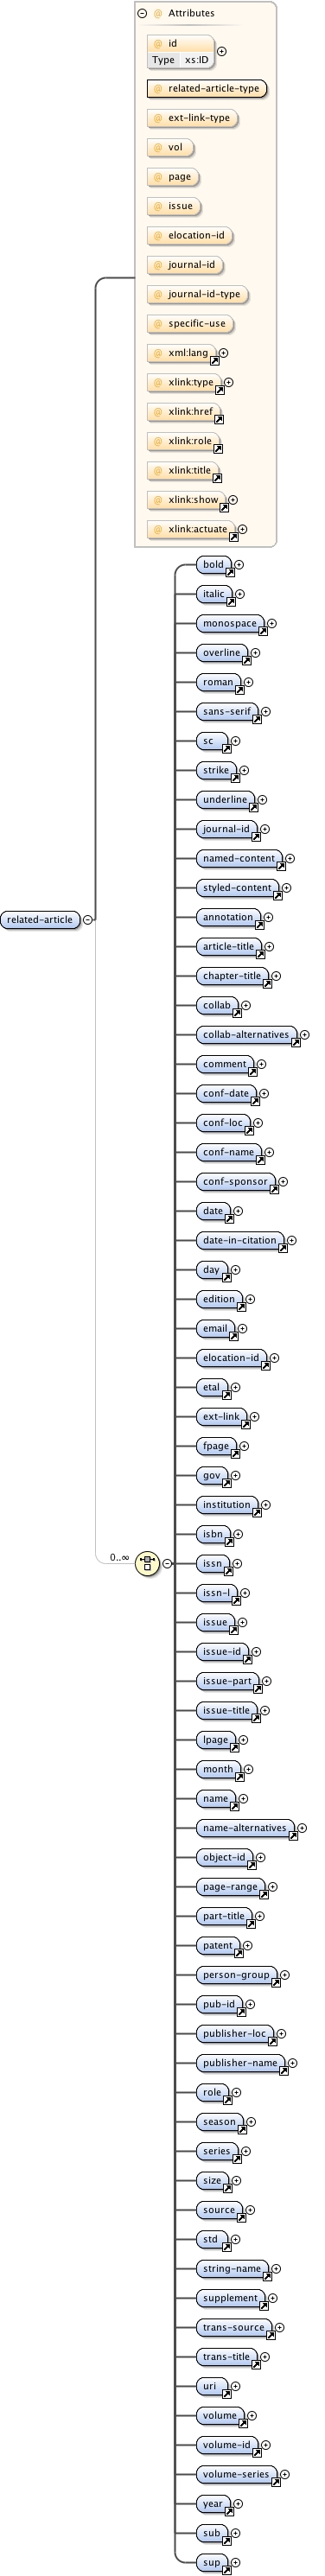 @ Attributes
@ id
Type xs:ID
@ related-article-type
@ ext-link-type
@ vol
@ page
@ issue
@ elocation-id
@ journal-id
@ journal-id-type
@ specific-use
@ xml:lang
@ xlink:type
@ xlink:href
@ xlink:role
@ xlink:title
@ xlink:show
@ xlink:actuate
bold
italic
monospace
overline
roman
sans-serif
sc
strike
underline
journal-id
named-content
styled-content
related-article
annotation
article-title
chapter-title
collab
collab-alternatives
comment
conf-date
conf-loc
conf-name
conf-sponsor
date
date-in-citation
day
edition
email
elocation-id
etal
ext-link
fpage
gov
institution
isbn
0..∞
issn
issn-l
issue
issue-id
issue-part
issue-title
lpage
month
name
name-alternatives
object-id
page-range
part-title
patent
person-group
pub-id
publisher-loc
publisher-name
role
season
series
size
source
std
string-name
supplement
trans-source
trans-title
uri
volume
volume-id
volume-series
year
sub
sup